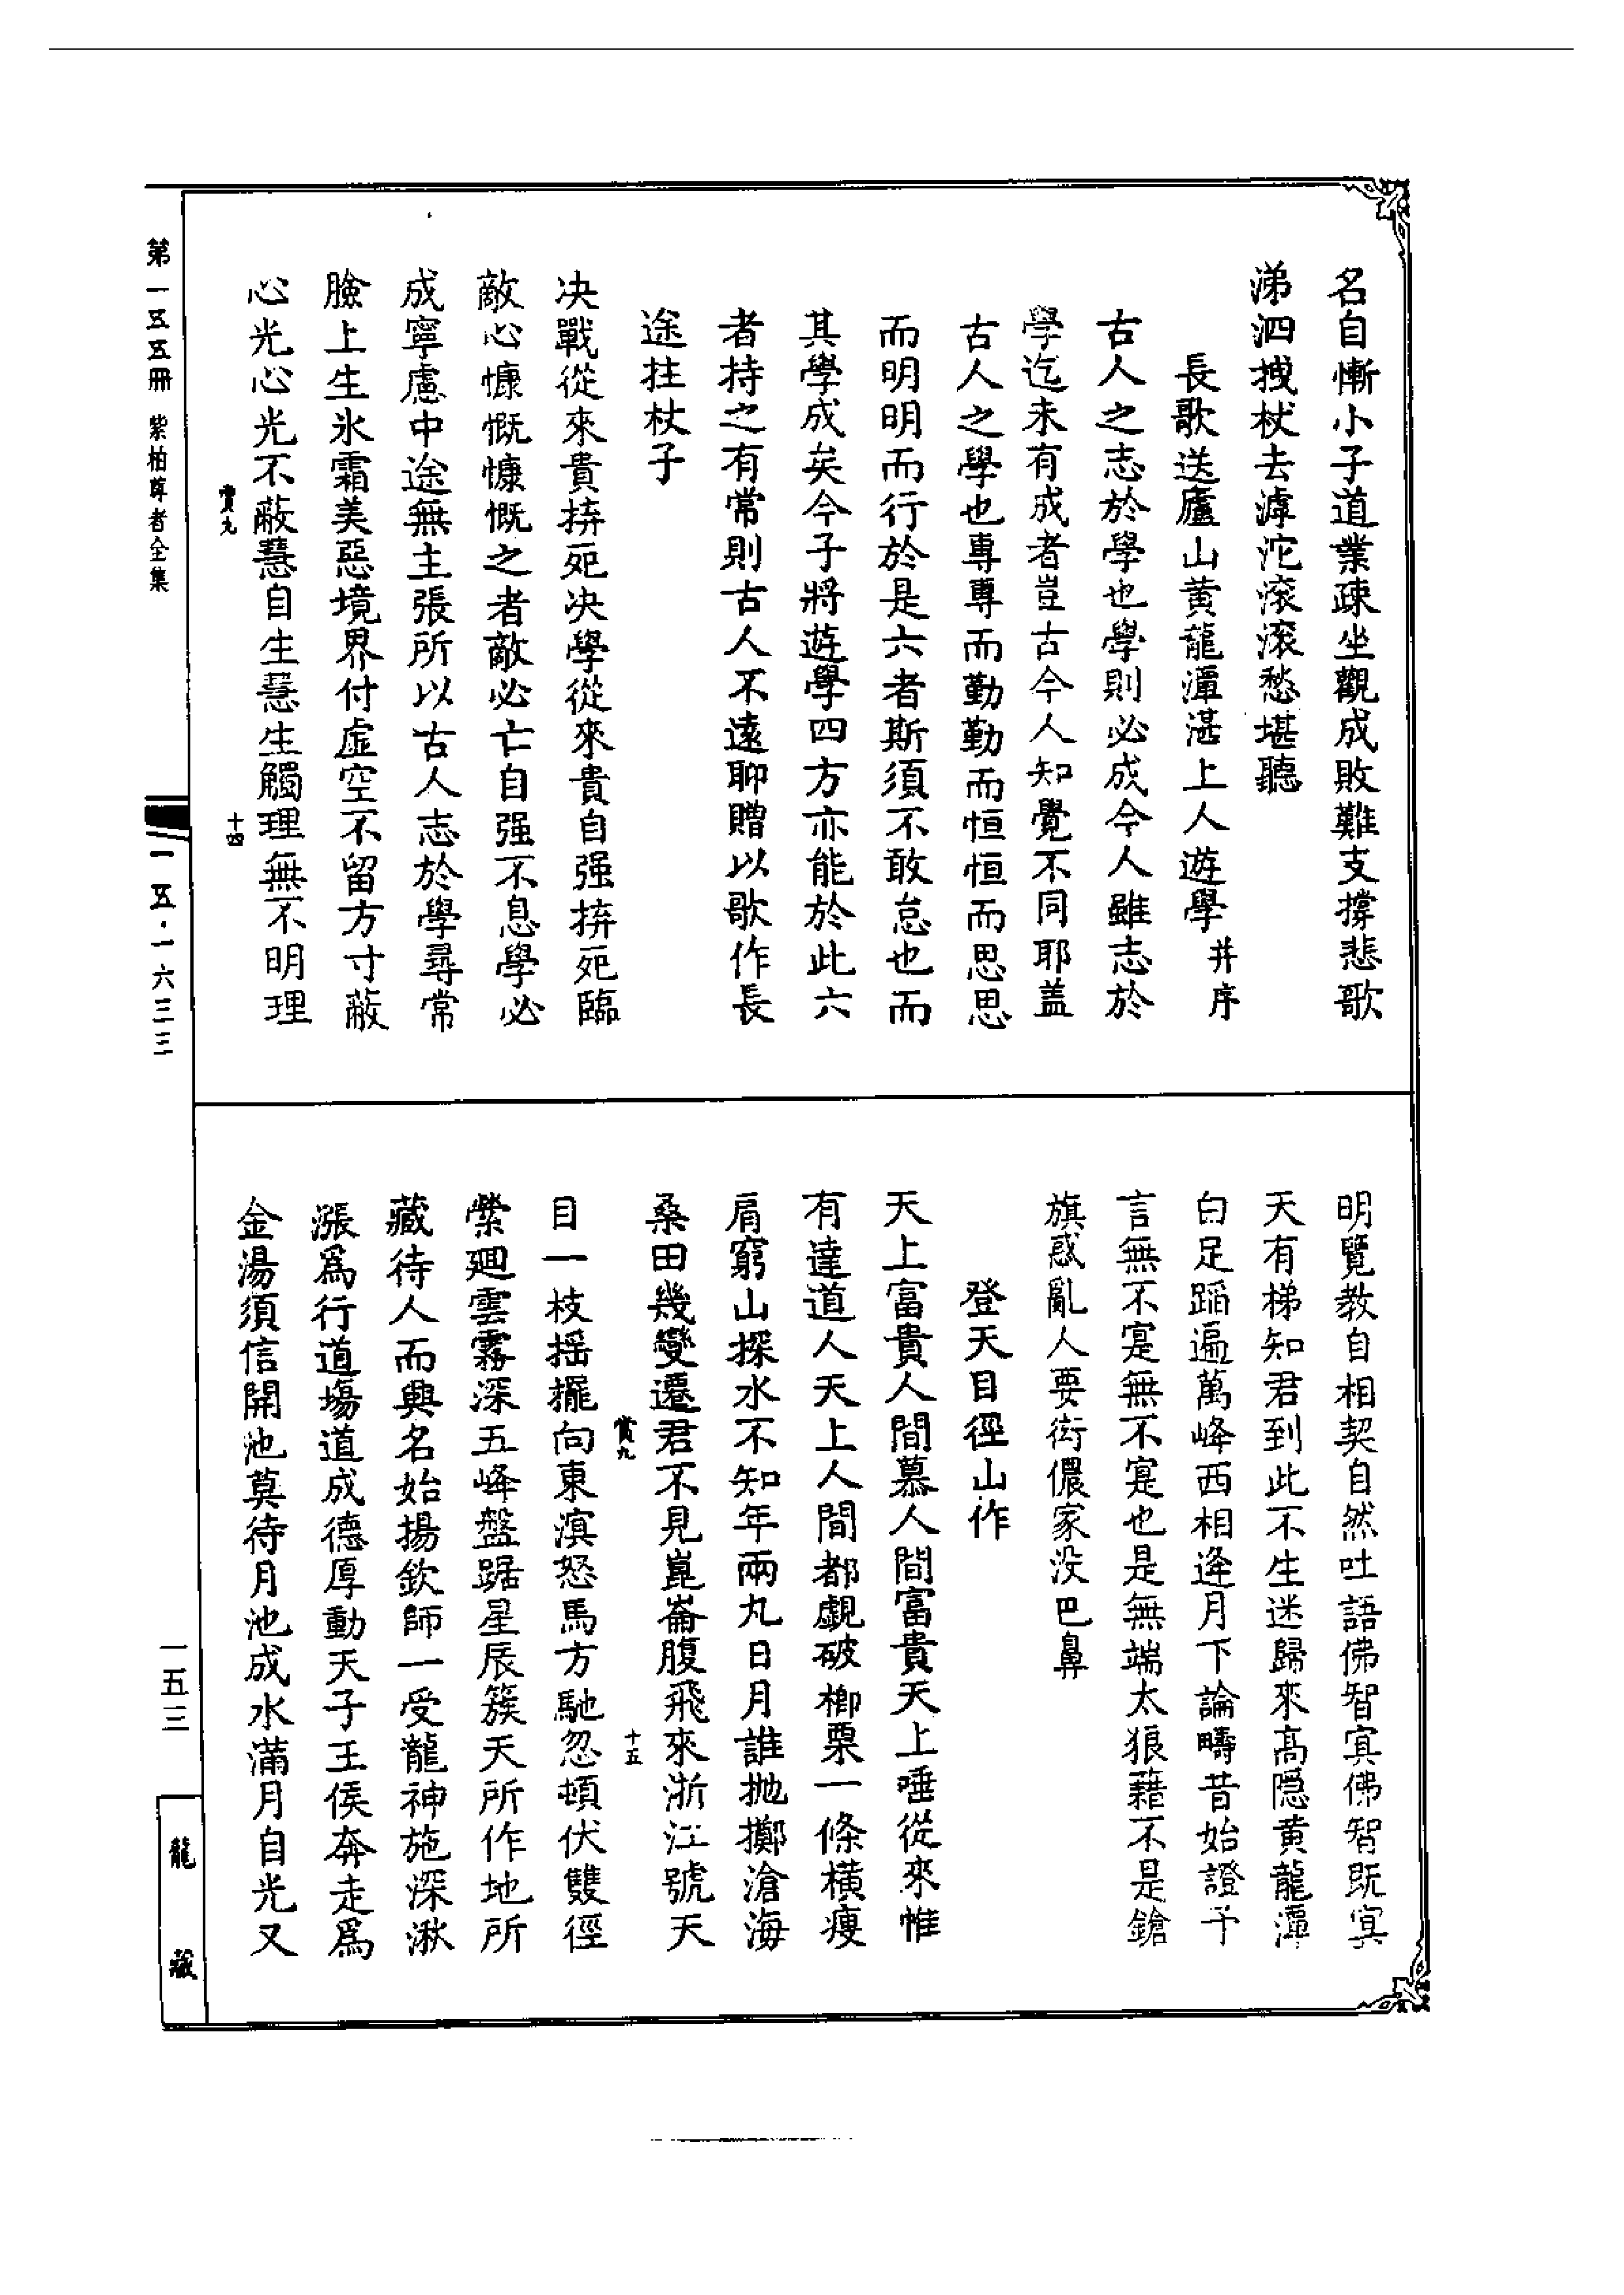 名自慚小子道業疎坐觀成敗難支撐悲歌
涕泗拽杖去滹沱滾滾愁堪聽
長歌送廬山黃龍潭湛上人遊學并序
古人之志於學也學則必成今人雖志於
學迄未有成者豈古今人知覺不同耶盖
古人之學也專專而勤勤而恒恒而思思
而明明而行於是六者斯須不敢怠也而
其學成矣今子將遊學四方亦能於此六
者持之有常則古人不遠聊贈以歌作長
途拄杖子
决戰從來貴拚死决學從來貴自强拚死臨
敵心慷慨慷慨之者敵必亡自强不息學必
成寧慮中途無主張所以古人志於學尋常
臉上生氷霜美惡境界付虛空不留方寸蔽
心光心光不蔽慧自生慧生觸理無不明理
賞九
十四
明覽教自相契自然吐語佛智寘佛智既寘
天有梯知君到此不生迷歸來高隱黃龍潭
白足蹈遍萬峰西相逄月下論疇昔始證予
言無不寔無不寔也是無端太狼藉不是鎗
旗惑亂人要衒儂家没巴鼻
登天目徑山作
天上富貴人間慕人間富貴天上唾從來惟
有達道人天上人間都覷破榔栗一條橫瘦
肩窮山探水不知年兩丸日月誰抛擲滄海
桑田幾變遷君不見崑崙腹飛來浙江號天
賞九
十五
目一枝摇擺向東溟怒馬方馳忽頓伏雙徑
縈廻雲霧深五峰盤踞星辰簇天所作地所
藏待人而興名始揚欽師一受龍神施深湫
漲爲行道塲道成德厚動天子王侯奔走爲
金湯須信開池莫待月池成水滿月自光又
第一五五冊 紫柏尊者全集
一五·一六三三
一五三
龍藏